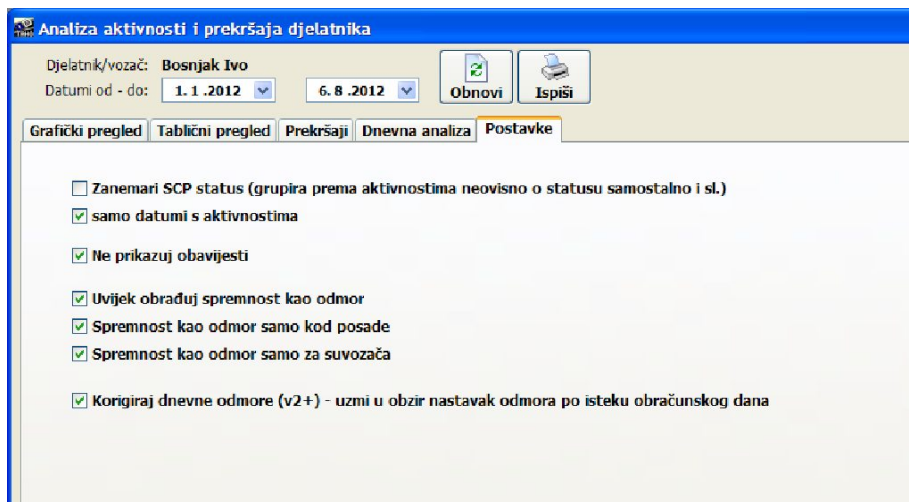 Analiza aktivnosti i prekršaja djelatnika
Djelatnik/vozač: Bosnjak Ivo
Datumi od - do: 1. 1 .2012 6. 8 .2012 Obnovi Ispiši
Grafički pregled Tablični pregled Prekršaji Dnevna analiza Postavke
Zanemari SCP status (grupira prema aktivnostima neovisno o statusu samostalno i sl.)
samo datumi s aktivnostima
Ne prikazuj obavijesti
Uvijek obrađuj spremnost kao odmor
Spremnost kao odmor samo kod posade
Spremnost kao odmor samo za suvozača
Korigiraj dnevne odmore (v2+) - uzmi u obzir nastavak odmora po isteku obračunskog dana